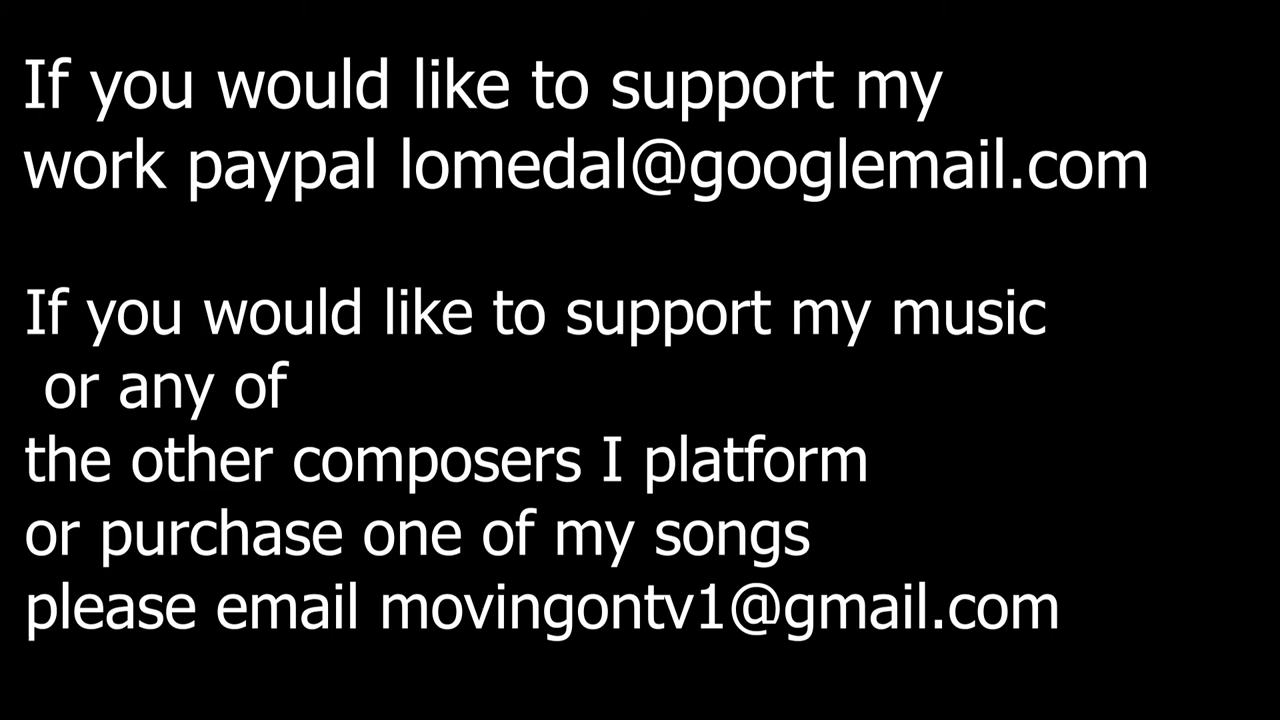 If you would like to support my
work paypal lomedal@googlemail.com
If you would like to support my music
or any of
the other composers I platform
or purchase one of my songs
please email movingontv1@gmail.com